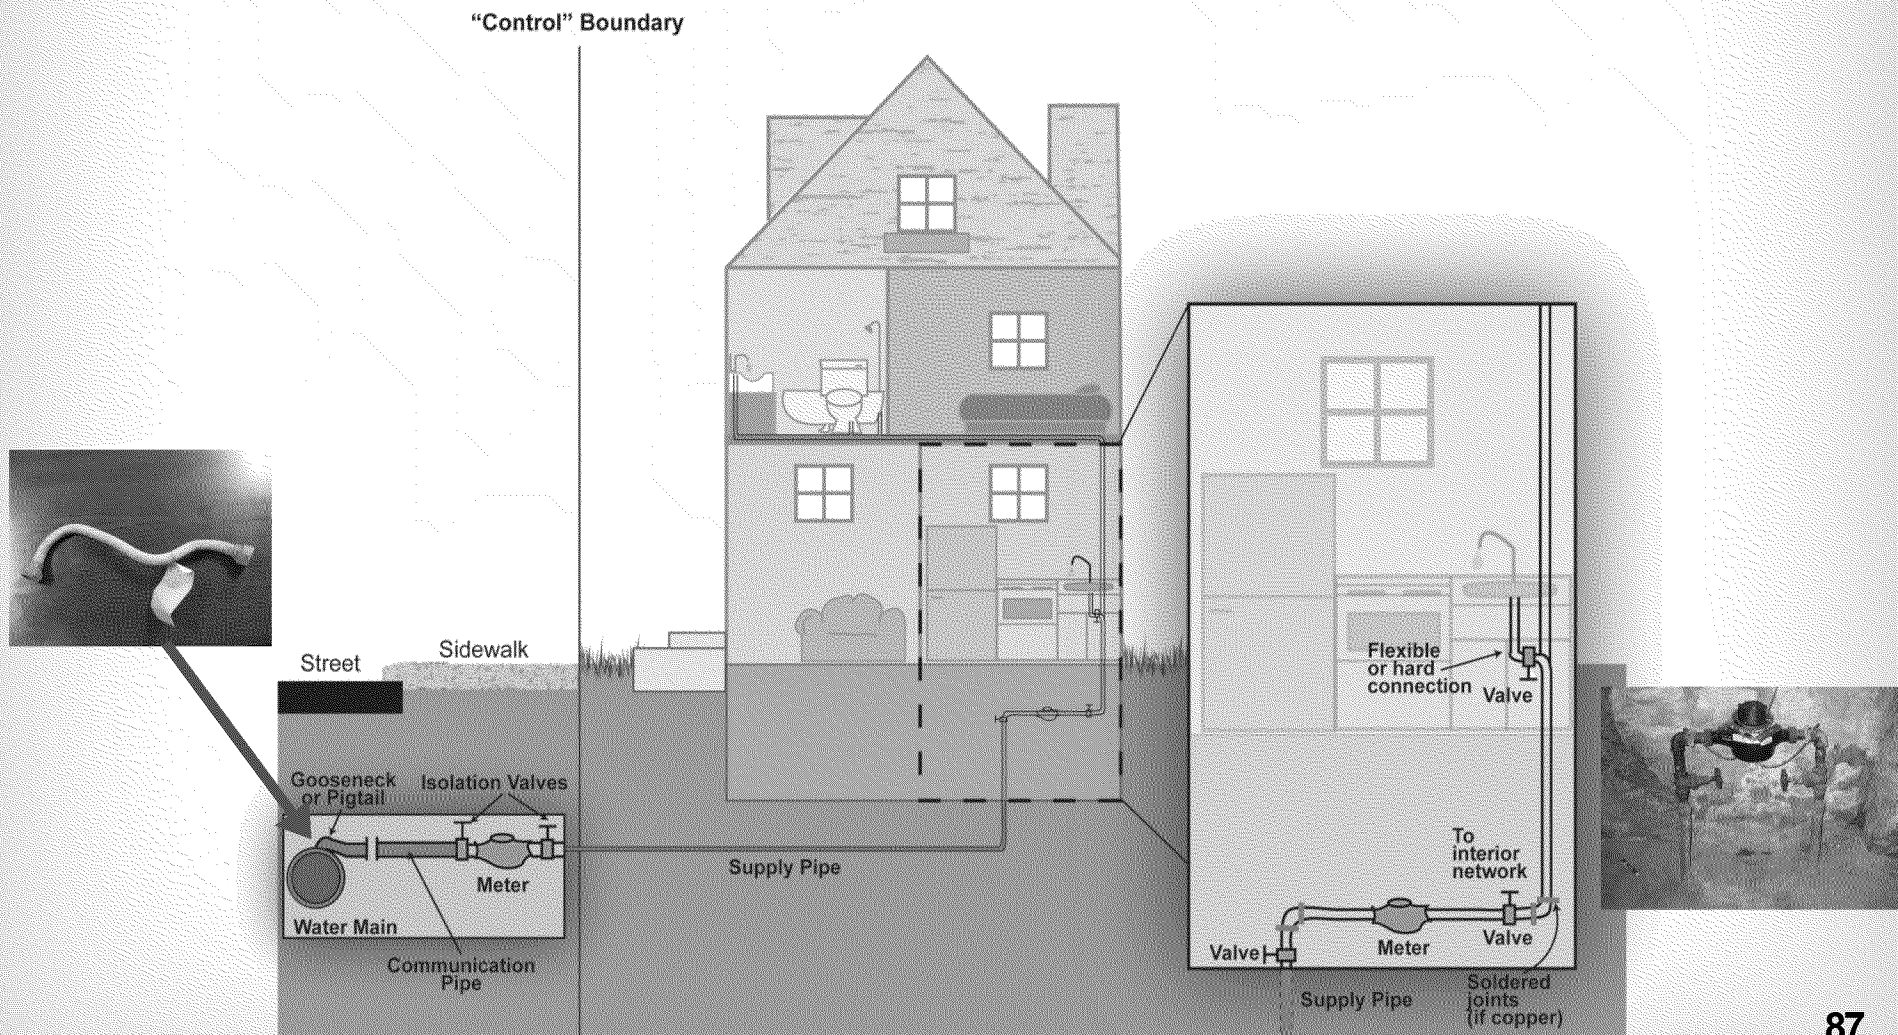 “Control” Boundary
Street
Sidewalk
Gooseneck
or Pigtail
Isolation Valves
Meter
Water Main
Communication
Pipe
Supply Pipe
Flexible
or hard
connection
Valve
To
interior
network
Valve
Meter
Valve
Supply Pipe
Soldered
joints
(if copper)
87